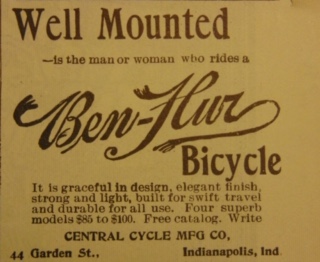 Well Mounted
—is the man or woman who rides a
Ben-Hur
Bicycle
It is graceful in design, elegant finish,
strong and light, built for swift travel
and durable for all use. Four superb
models $85 to $100. Free catalog. Write
CENTRAL CYCLE MFG CO,
44 Garden St., Indianapolis, Ind.